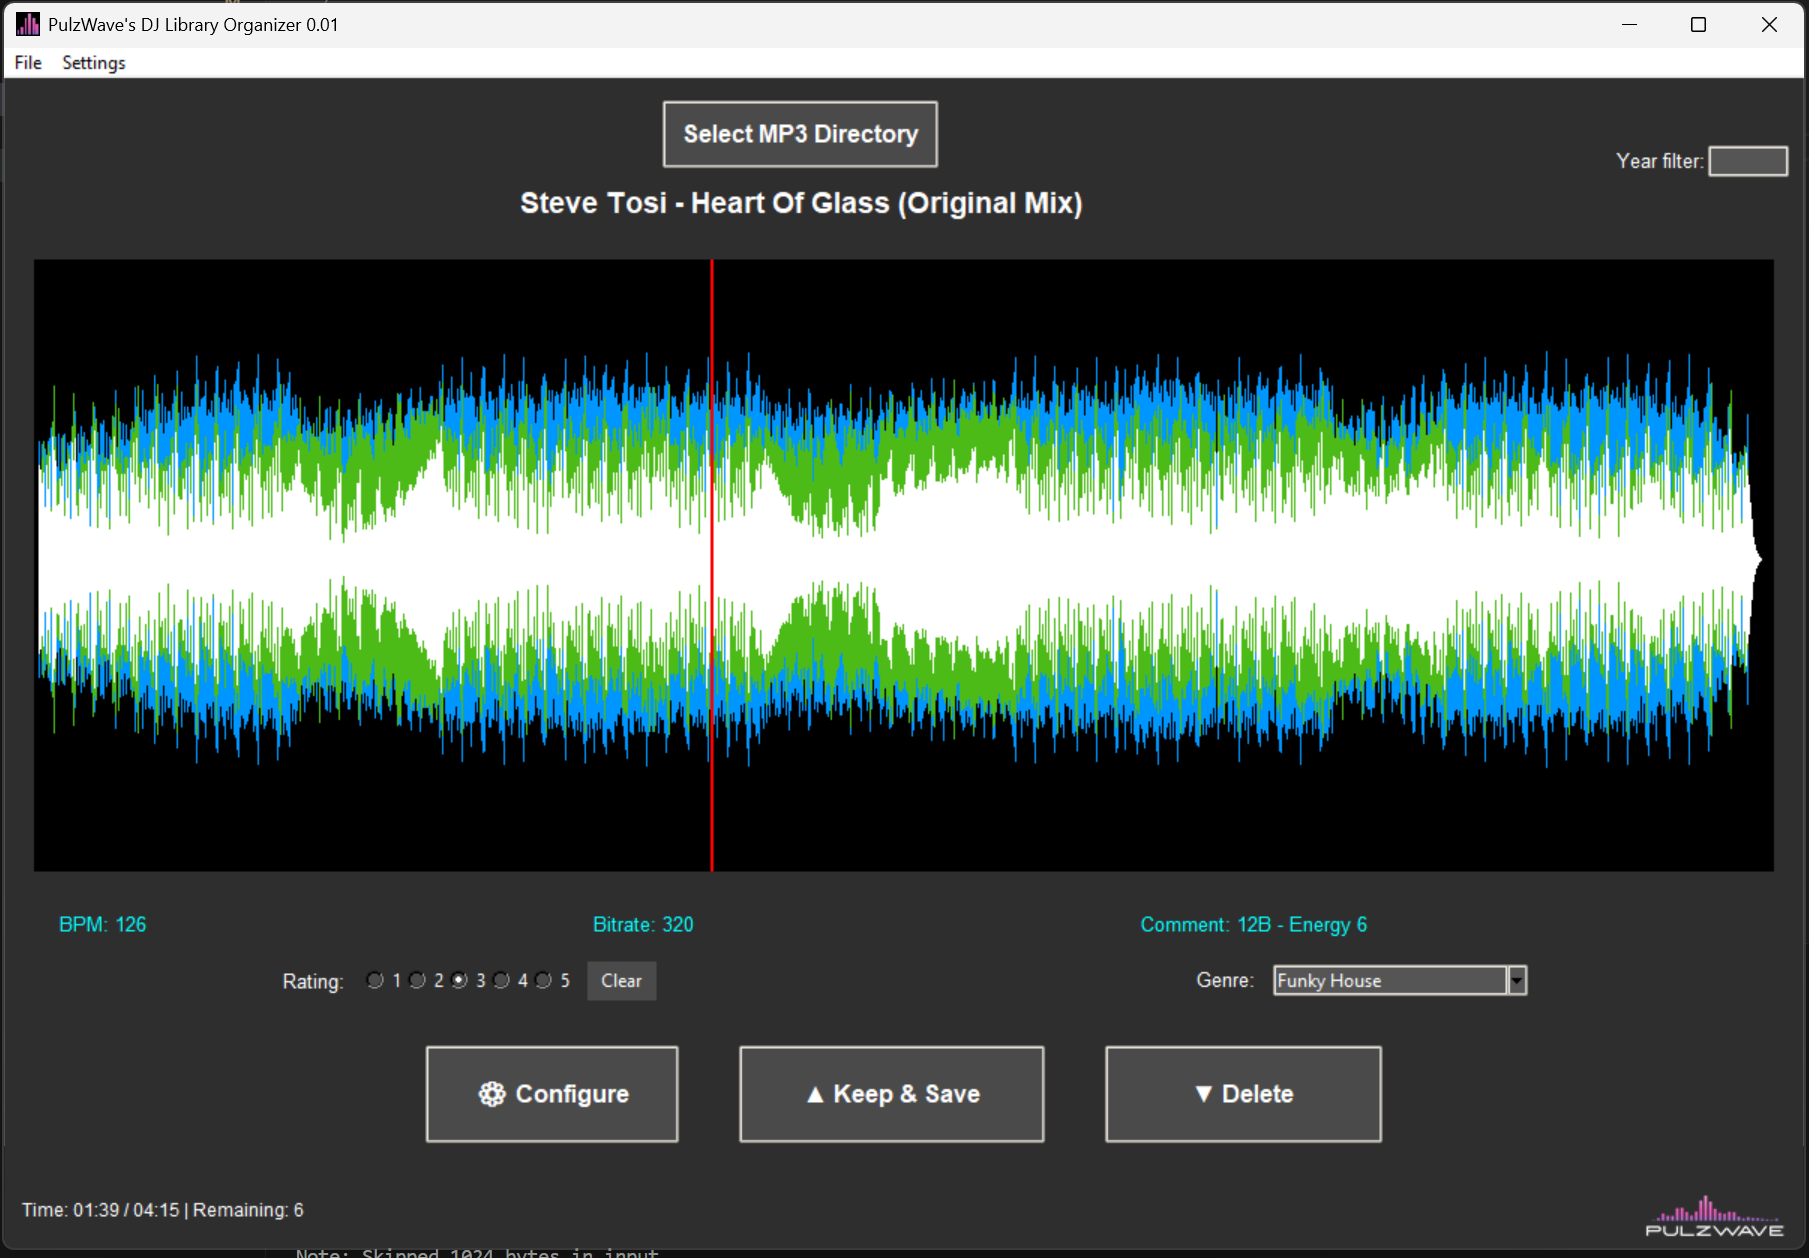 PulzWave's DJ Library Organizer 0.01
File Settings
Select MP3 Directory
Year filter:
Steve Tosi - Heart Of Glass (Original Mix)
BPM: 126
Bitrate: 320
Comment: 12B - Energy 6
Rating: 1 2 3 4 5 Clear
Genre: Funky House
Configure
▲ Keep & Save
▼ Delete
Time: 01:39 / 04:15 | Remaining: 6
PULZWAVE
Note: Skipped 1024 bytes in input